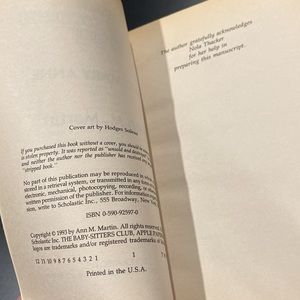 Cover art by Hodges Soileau
If you purchased this book without a cover, you should be
is stolen property. It was reported as "unsold and destro
and neither the author nor the publisher has received
"stripped book."
No part of this publication may be reproduced in
stored in a retrieval system, or transmitted in any
electronic, mechanical, photocopying, recording, or
written permission of the publisher. For information
sion, write to Scholastic Inc., 555 Broadway, New
ISBN 0-590-92597-0
Copyright © 1993 by Ann M. Martin. All rights reserved.
Scholastic Inc. THE BABY-SITTERS CLUB, APPLE PAP
logos are trademarks and/or registered trademarks
12 11 10 9 8 7 6 5 4 3 2 1 1 7
Printed in the U.S.A.
The author gratefully acknowledges
Nola Thacker
for her help in
preparing this manuscript.